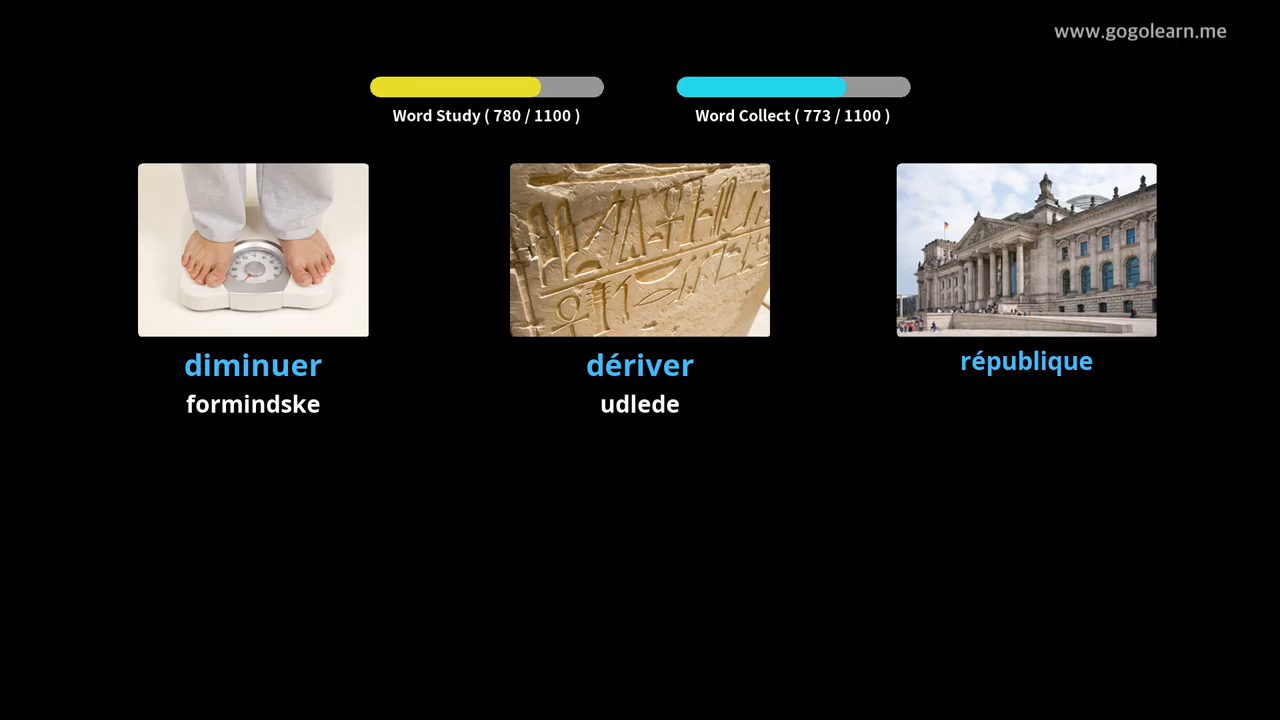 www.gogolearn.me
Word Study ( 780 / 1100 )
Word Collect ( 773 / 1100 )
diminuer
formindske
dériver
udlede
république